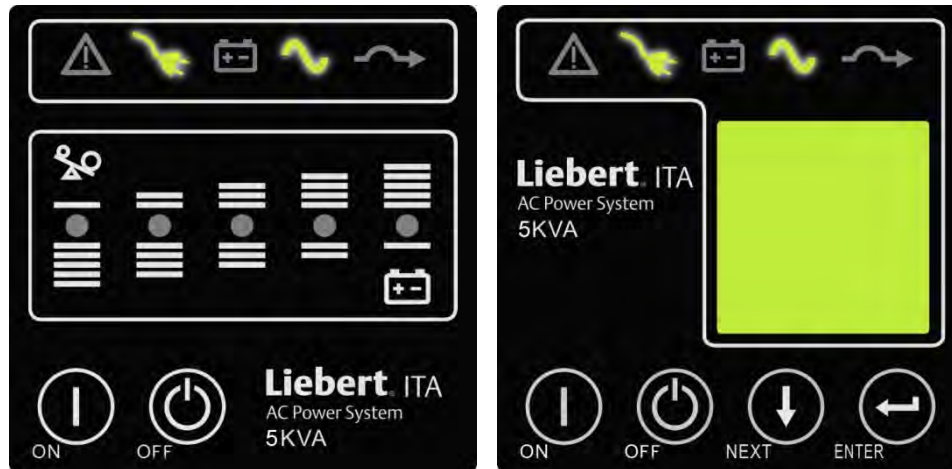 ON
OFF
Liebert® ITA
AC Power System
5KVA
Liebert® ITA
AC Power System
5KVA
ON
OFF
NEXT
ENTER